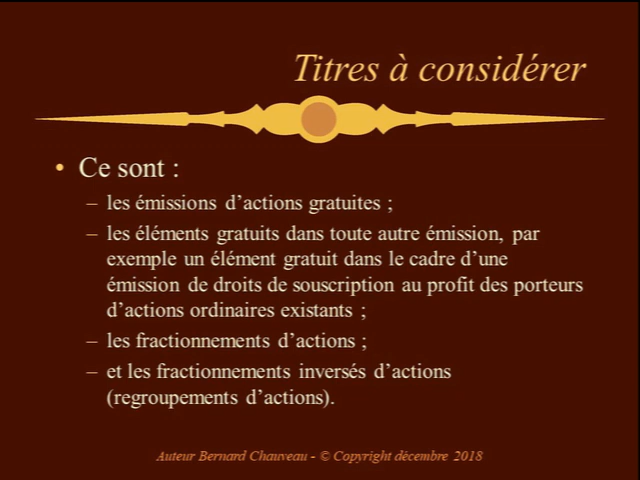 Titres à considérer
• Ce sont :
– les émissions d’actions gratuites ;
– les éléments gratuits dans toute autre émission, par
exemple un élément gratuit dans le cadre d’une
émission de droits de souscription au profit des porteurs
d’actions ordinaires existants ;
– les fractionnements d’actions ;
– et les fractionnements inversés d’actions
(regroupements d’actions).
Auteur Bernard Chauveau - © Copyright décembre 2018